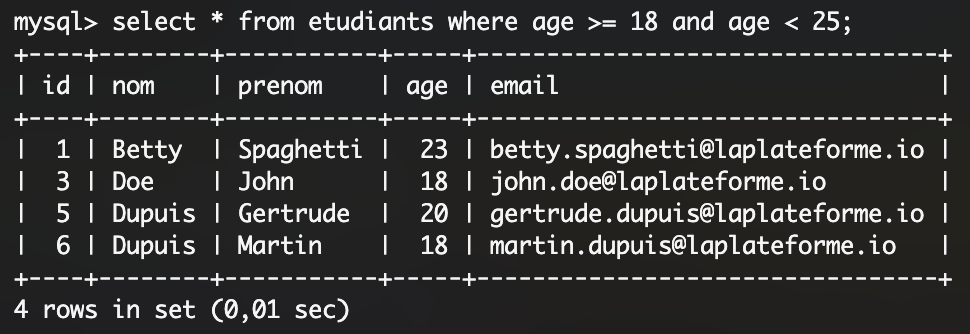 mysql> select * from etudiants where age >= 18 and age < 25;
+----+--------+-----------+-----+--------------------------------+
| id | nom    | prenom    | age | email                          |
+----+--------+-----------+-----+--------------------------------+
|  1 | Betty  | Spaghetti |  23 | betty.spaghetti@laplateforme.io |
|  3 | Doe    | John      |  18 | john.doe@laplateforme.io       |
|  5 | Dupuis | Gertrude  |  20 | gertrude.dupuis@laplateforme.io |
|  6 | Dupuis | Martin    |  18 | martin.dupuis@laplateforme.io  |
+----+--------+-----------+-----+--------------------------------+
4 rows in set (0,01 sec)